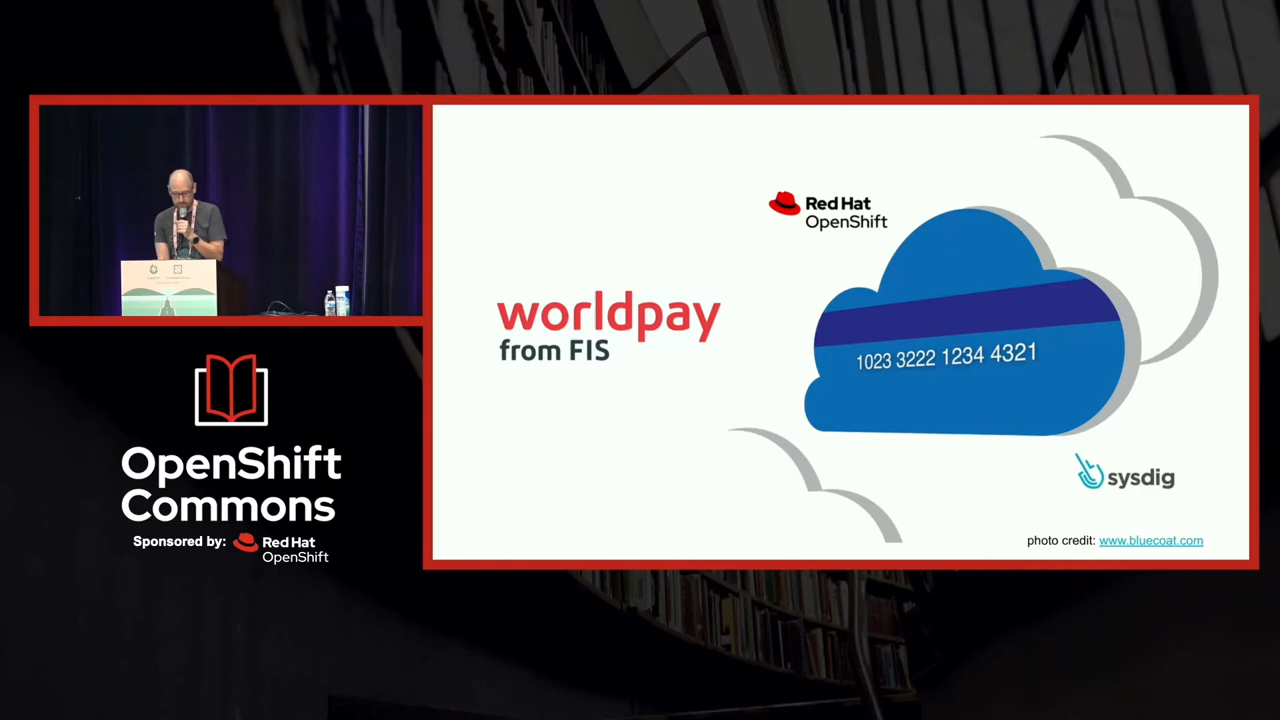 Red Hat
OpenShift
worldpay
from FIS
1023 3222 1234 4321
sysdig
photo credit: www.bluecoat.com
OpenShift
Commons
Sponsored by:
Red Hat
OpenShift